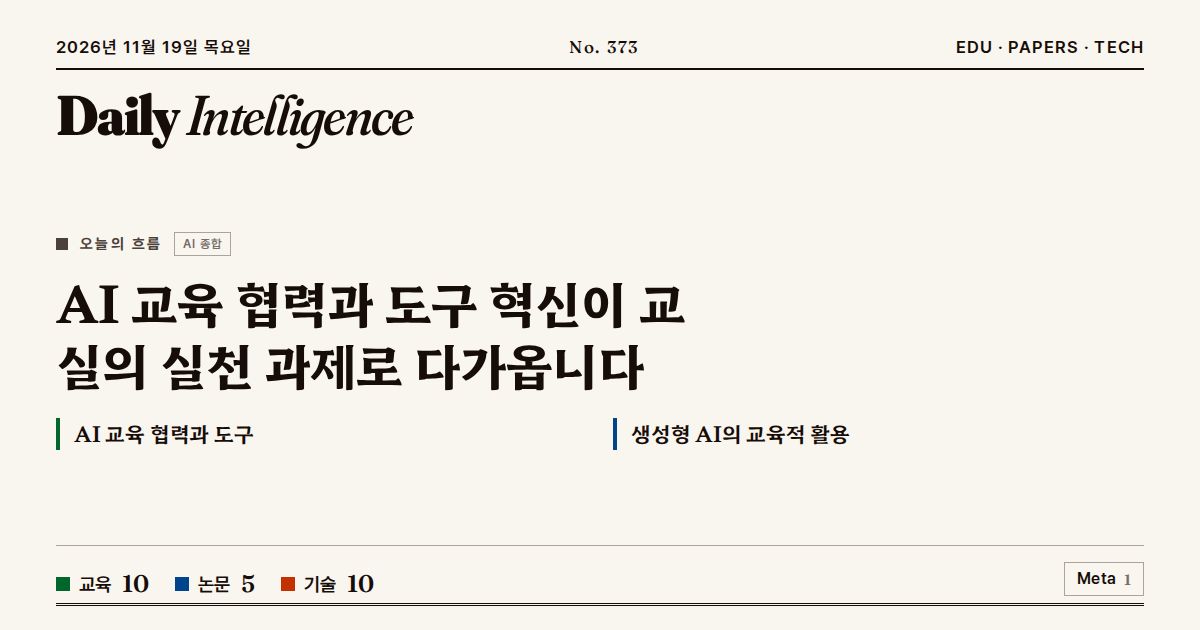 2026년 11월 19일 목요일
No. 373
EDU · PAPERS · TECH
Daily Intelligence
오늘의 흐름
AI 종합
AI 교육 협력과 도구 혁신이 교
실의 실천 과제로 다가옵니다
AI 교육 협력과 도구
생성형 AI의 교육적 활용
교육 10
논문 5
기술 10
Meta 1